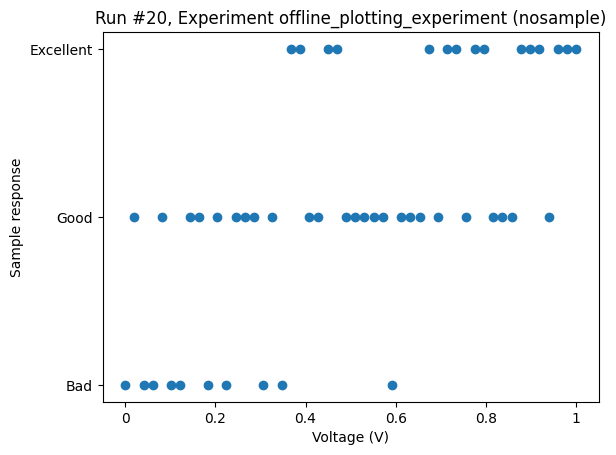 Run #20, Experiment offline_plotting_experiment (nosample)
Excellent
Good
Bad
Sample response
0
0.2
0.4
0.6
0.8
1
Voltage (V)